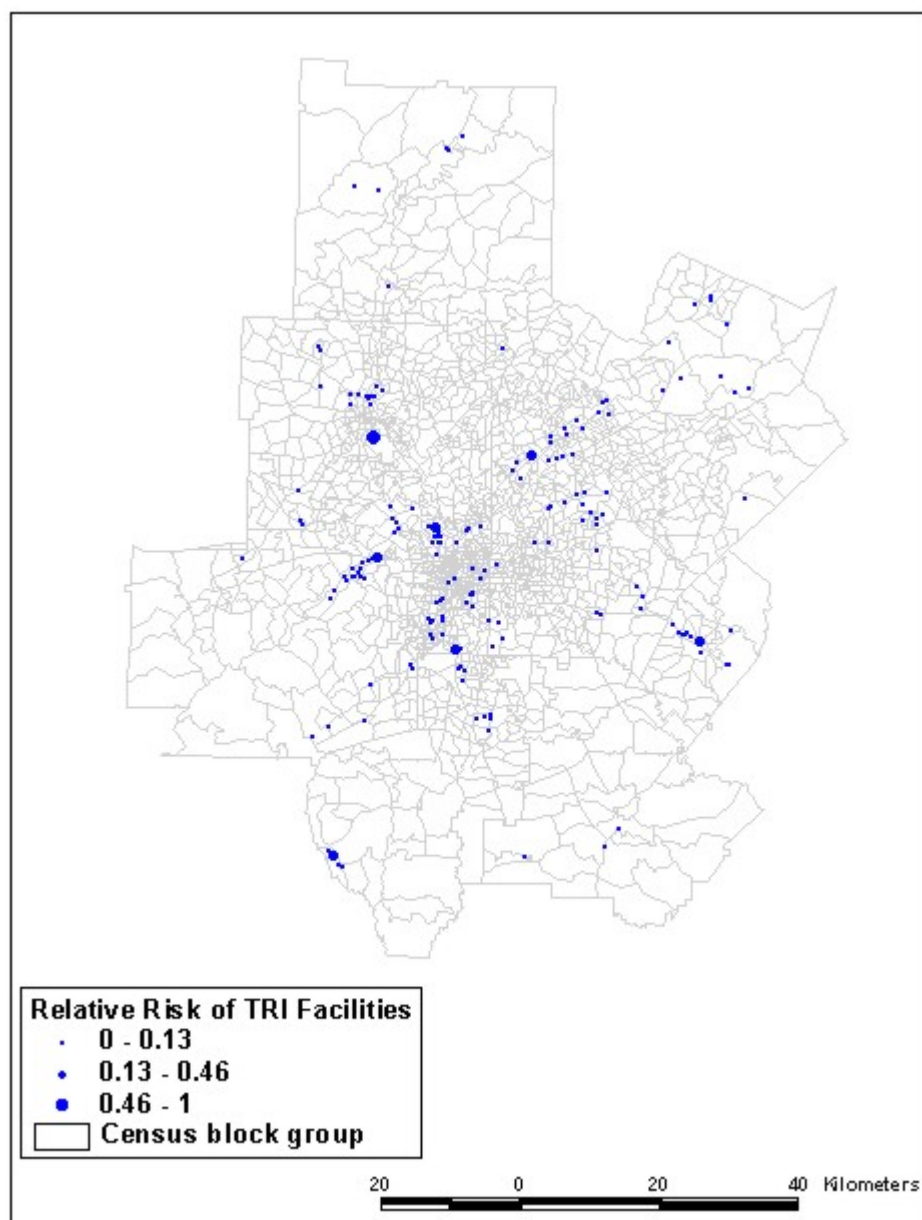 Relative Risk of TRI Facilities
0 - 0.13
0.13 - 0.46
0.46 - 1
Census block group
20 0 20 40 Kilometers